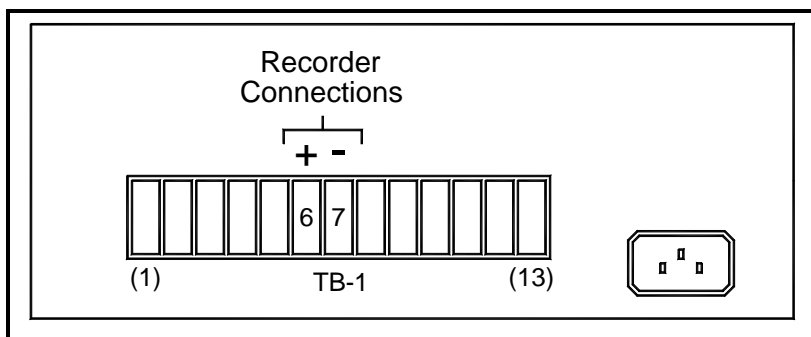 Recorder
Connections
+ -
6 7
(1) TB-1 (13)